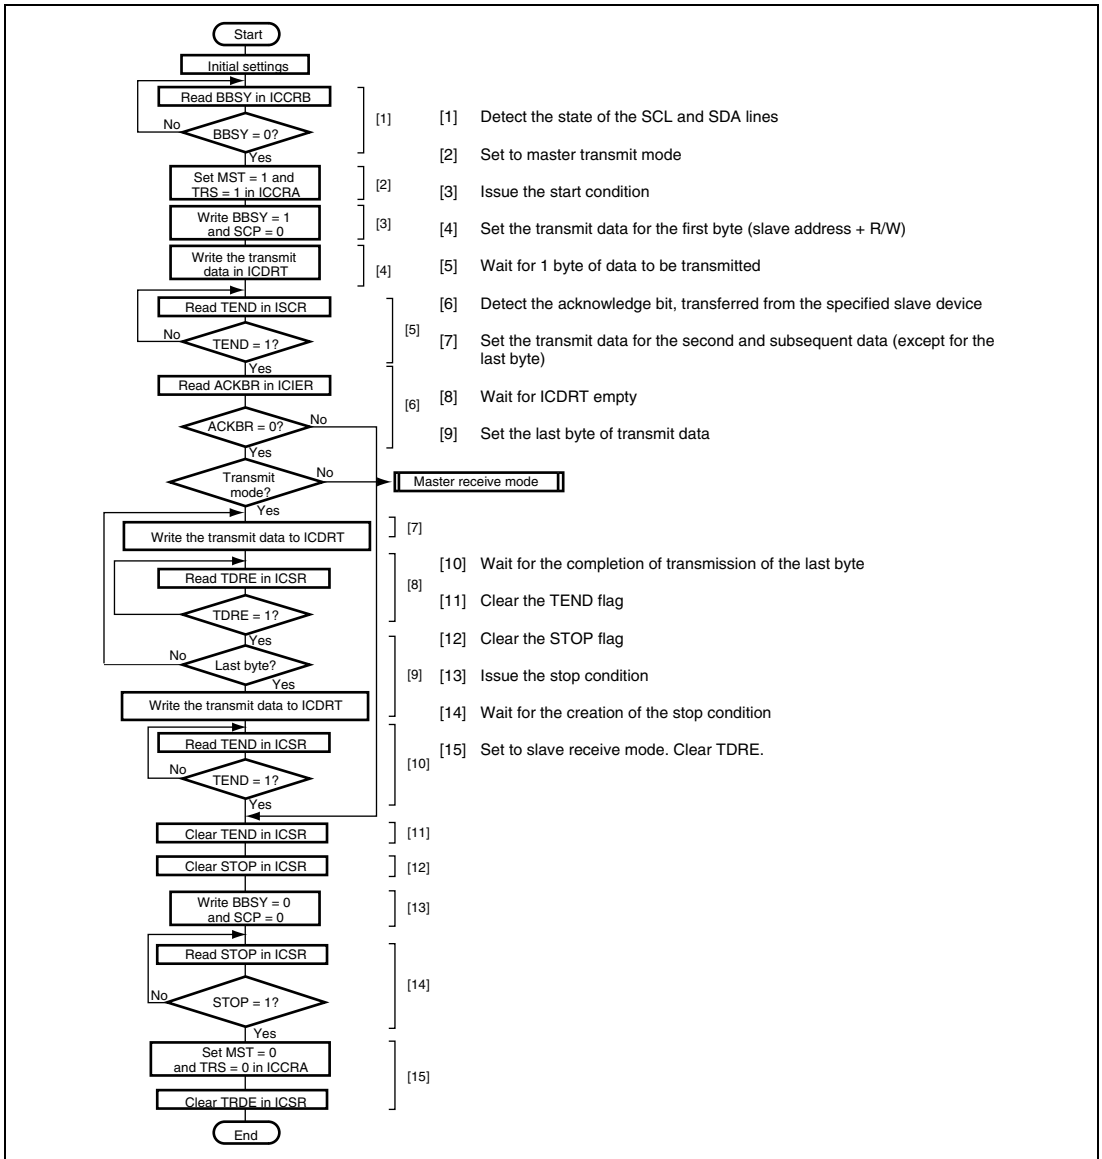 Start
Initial settings
Read BBSY in ICCRB
No
BBSY = 0?
Yes
[1]
Set MST = 1 and
TRS = 1 in ICCRA
[2]
Write BBSY = 1
and SCP = 0
[3]
Write the transmit
data in ICDRT
[4]
Read TEND in ISCR
No
TEND = 1?
Yes
[5]
Read ACKBR in ICIER
ACKBR = 0?
No
Yes
[6]
Transmit
mode?
No
Yes
Master receive mode
Write the transmit data to ICDRT
[7]
Read TDRE in ICSR
TDRE = 1?
Yes
[8]
No
Last byte?
Yes
Write the transmit data to ICDRT
[9]
Read TEND in ICSR
No
TEND = 1?
Yes
[10]
Clear TEND in ICSR
[11]
Clear STOP in ICSR
[12]
Write BBSY = 0
and SCP = 0
[13]
Read STOP in ICSR
No
STOP = 1?
Yes
[14]
Set MST = 0
and TRS = 0 in ICCRA
Clear TRDE in ICSR
[15]
End
[1] Detect the state of the SCL and SDA lines
[2] Set to master transmit mode
[3] Issue the start condition
[4] Set the transmit data for the first byte (slave address + R/W)
[5] Wait for 1 byte of data to be transmitted
[6] Detect the acknowledge bit, transferred from the specified slave device
[7] Set the transmit data for the second and subsequent data (except for the
last byte)
[8] Wait for ICDRT empty
[9] Set the last byte of transmit data
[10] Wait for the completion of transmission of the last byte
[11] Clear the TEND flag
[12] Clear the STOP flag
[13] Issue the stop condition
[14] Wait for the creation of the stop condition
[15] Set to slave receive mode. Clear TDRE.